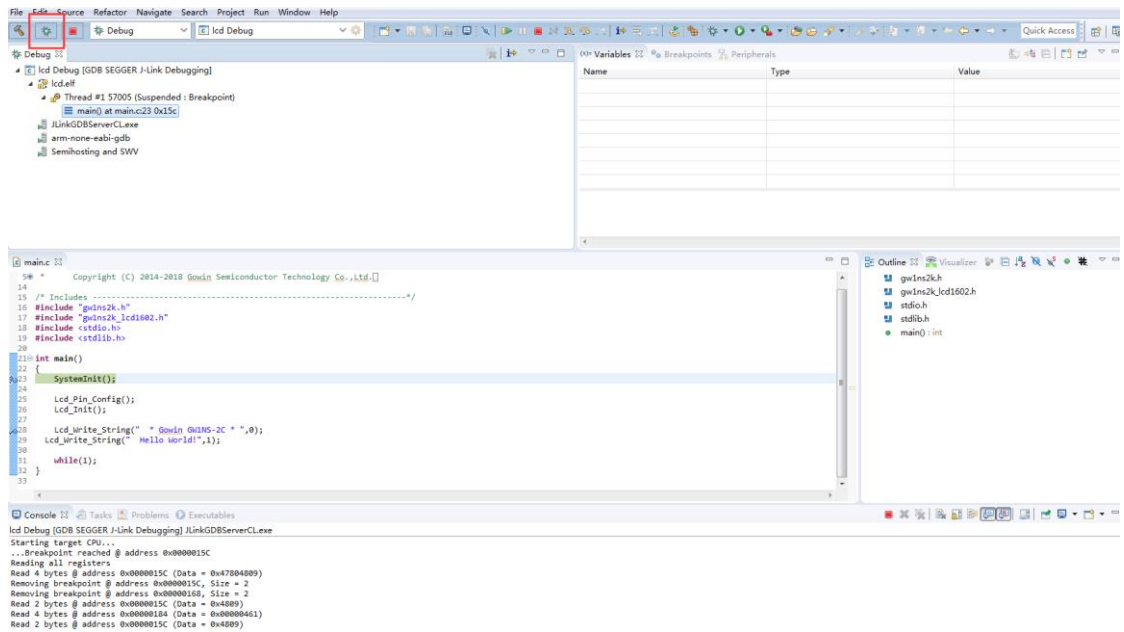 File Edit Source Refactor Navigate Search Project Run Window Help
Debug lcd Debug Quick Access
Debug
lcd Debug [GDB SEGGER J-Link Debugging]
lcd.elf
Thread #1 57005 (Suspended : Breakpoint)
main() at main.c:23 0x15c
JLinkGDBServerCL.exe
arm-none-eabi-gdb
Semihosting and SWV
(x)= Variables Breakpoints Peripherals
Name Type Value
main.c
5 * Copyright (C) 2014-2018 Gowin Semiconductor Technology Co.,Ltd.
14
15 /* Includes ------------------------------------------------------------------*/
16 #include "gw1ns2k.h"
17 #include "gw1ns2k_lcd1602.h"
18 #include <stdio.h>
19 #include <stdlib.h>
20
21 int main()
22 {
23 SystemInit();
24
25 Lcd_Pin_Config();
26 Lcd_Init();
27
28 Lcd_Write_String(" * Gowin GW1NS-2C * ",0);
29 Lcd_Write_String(" Hello World!",1);
30
31 while(1);
32 }
33
Outline Visualizer
gw1ns2k.h
gw1ns2k_lcd1602.h
stdio.h
stdlib.h
main() : int
Console Tasks Problems Executables
lcd Debug [GDB SEGGER J-Link Debugging] JLinkGDBServerCL.exe
Starting target CPU...
...Breakpoint reached @ address 0x0000015C
Reading all registers
Read 4 bytes @ address 0x0000015C (Data = 0x47804809)
Removing breakpoint @ address 0x0000015C, Size = 2
Removing breakpoint @ address 0x00000168, Size = 2
Read 2 bytes @ address 0x0000015C (Data = 0x4809)
Read 4 bytes @ address 0x00000184 (Data = 0x00000461)
Read 2 bytes @ address 0x0000015C (Data = 0x4809)